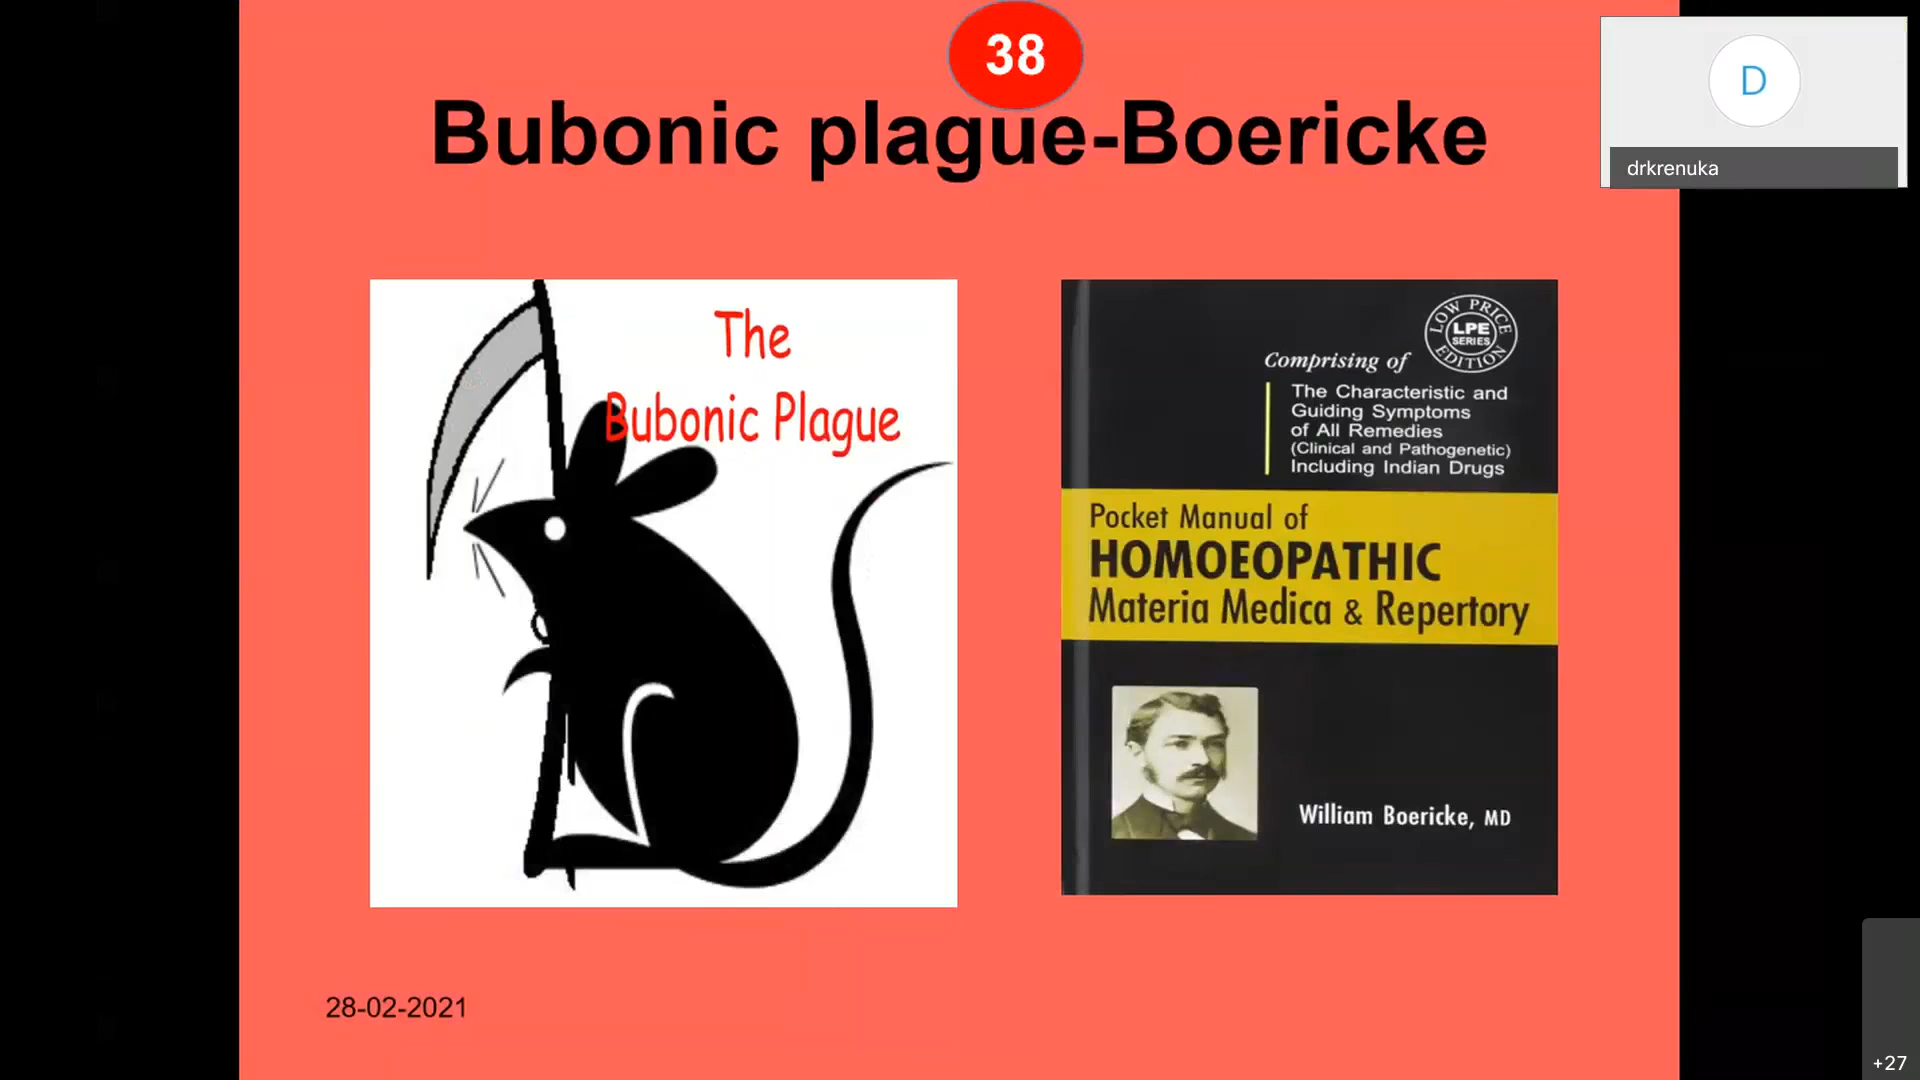 38
Bubonic plague-Boericke
D
drkrenuka
The
Bubonic Plague
LOW PRICE
LPE
SERIES
EDITION
Comprising of
The Characteristic and
Guiding Symptoms
of All Remedies
(Clinical and Pathogenetic)
Including Indian Drugs
Pocket Manual of
HOMOEOPATHIC
Materia Medica & Repertory
William Boericke, MD
28-02-2021
+27